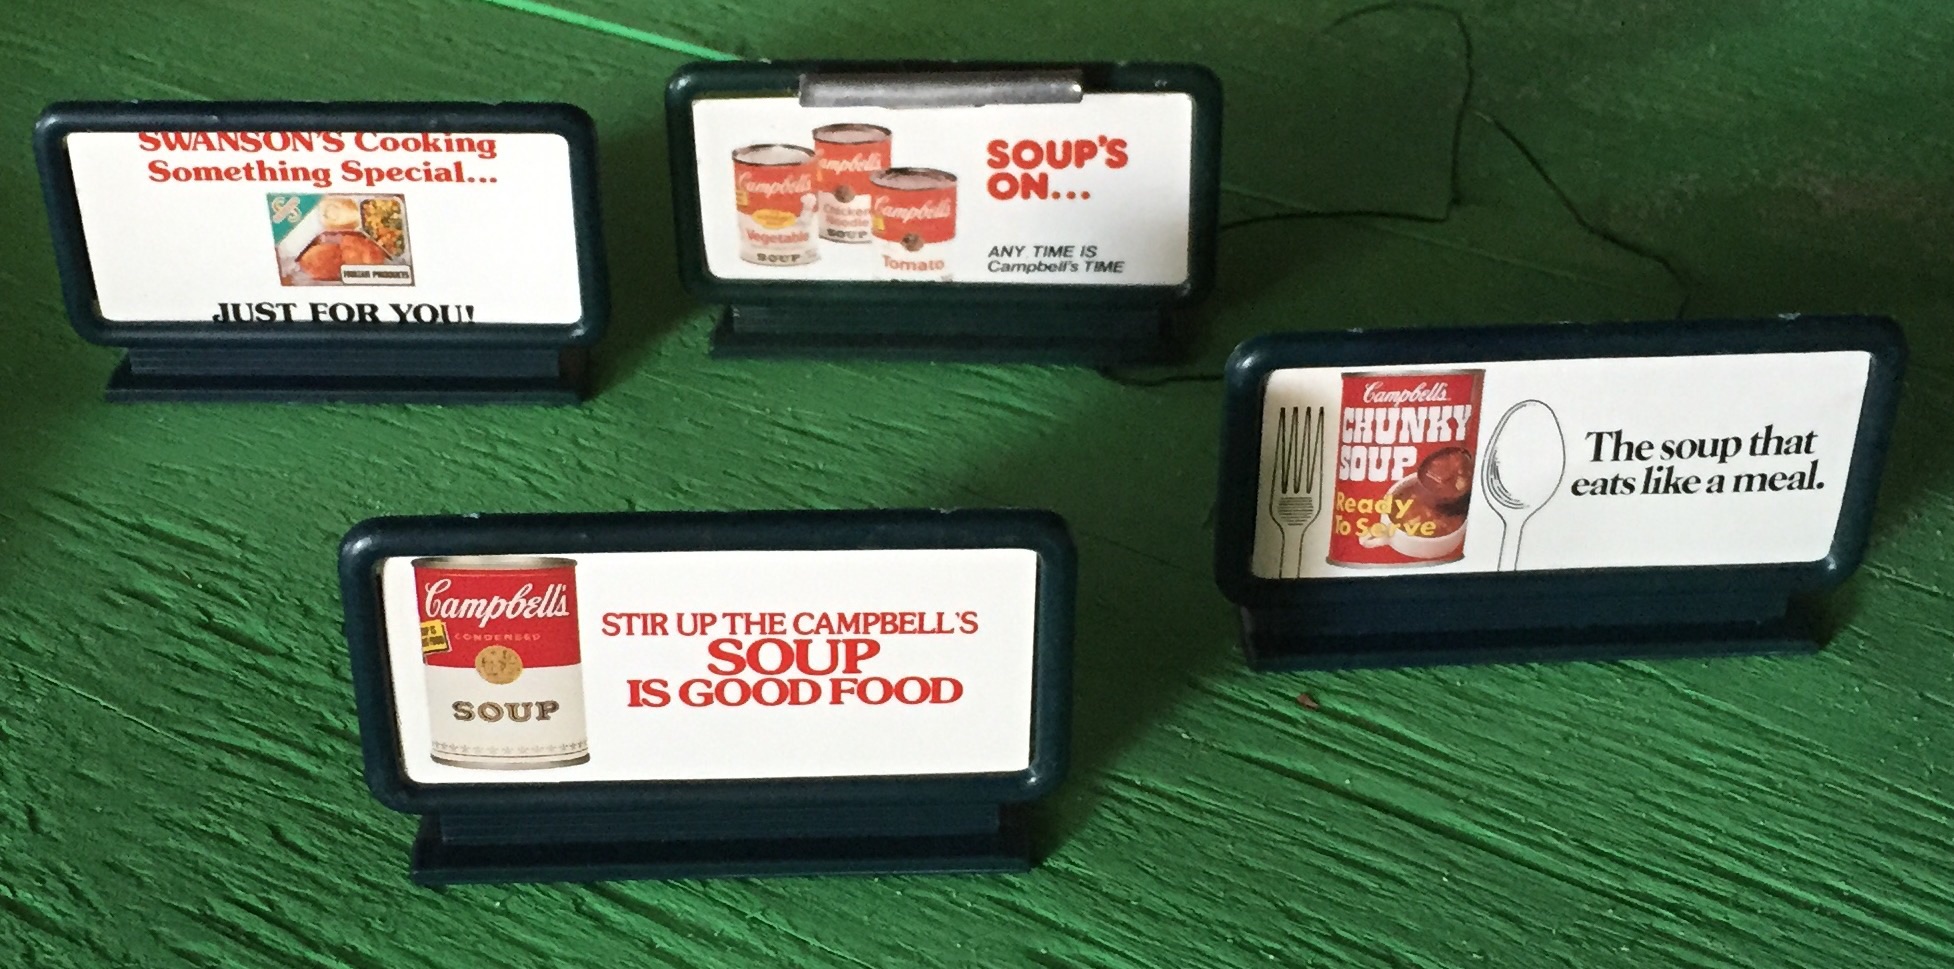 SWANSON'S Cooking
Something Special...
JUST FOR YOU!
Campbell's
Vegetable
SOUP
Campbell's
Chicken
Noodle
SOUP
Campbell's
Tomato
SOUP'S
ON...
ANY TIME IS
Campbell's TIME
Campbell's
CHUNKY
SOUP
Ready
To Serve
The soup that
eats like a meal.
Campbell's
CONDENSED
SOUP
STIR UP THE CAMPBELL'S
SOUP
IS GOOD FOOD